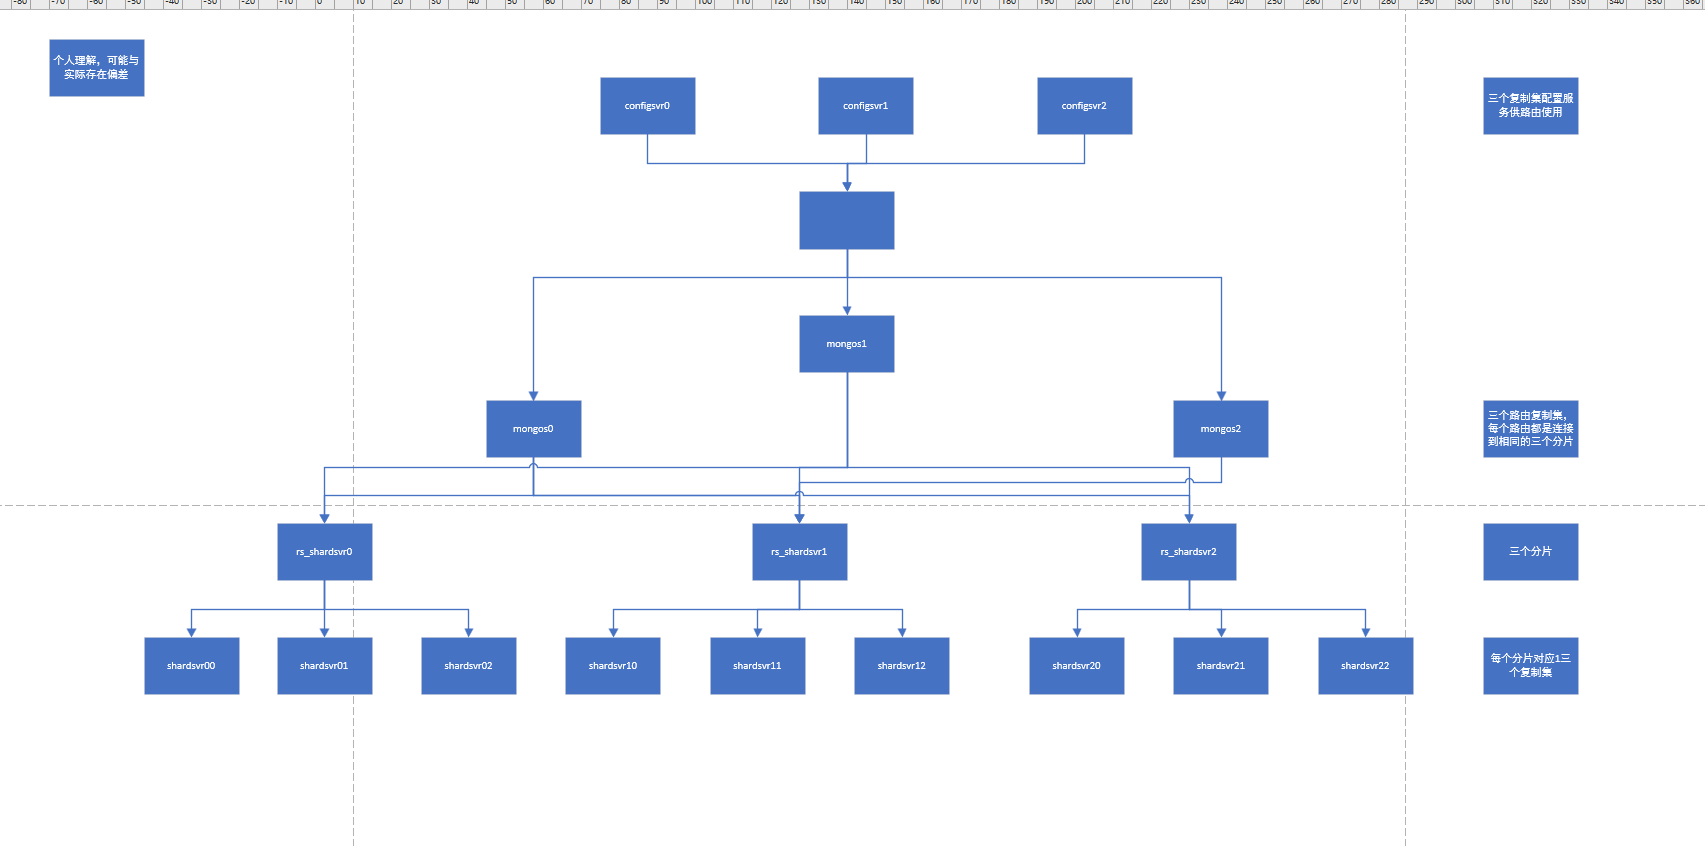 -80 -70 -60 -50 -40 -30 -20 -10 0 10 20 30 40 50 60 70 80 90 100 110 120 130 140 150 160 170 180 190 200 210 220 230 240 250 260 270 280 290 300 310 320 330 340 350 360
个人理解，可能与
实际存在偏差
configsvr0
configsvr1
configsvr2
三个复制集配置服
务供路由使用
mongos1
mongos0
mongos2
三个路由复制集，
每个路由都是连接
到相同的三个分片
rs_shardsvr0
rs_shardsvr1
rs_shardsvr2
三个分片
shardsvr00
shardsvr01
shardsvr02
shardsvr10
shardsvr11
shardsvr12
shardsvr20
shardsvr21
shardsvr22
每个分片对应1三
个复制集